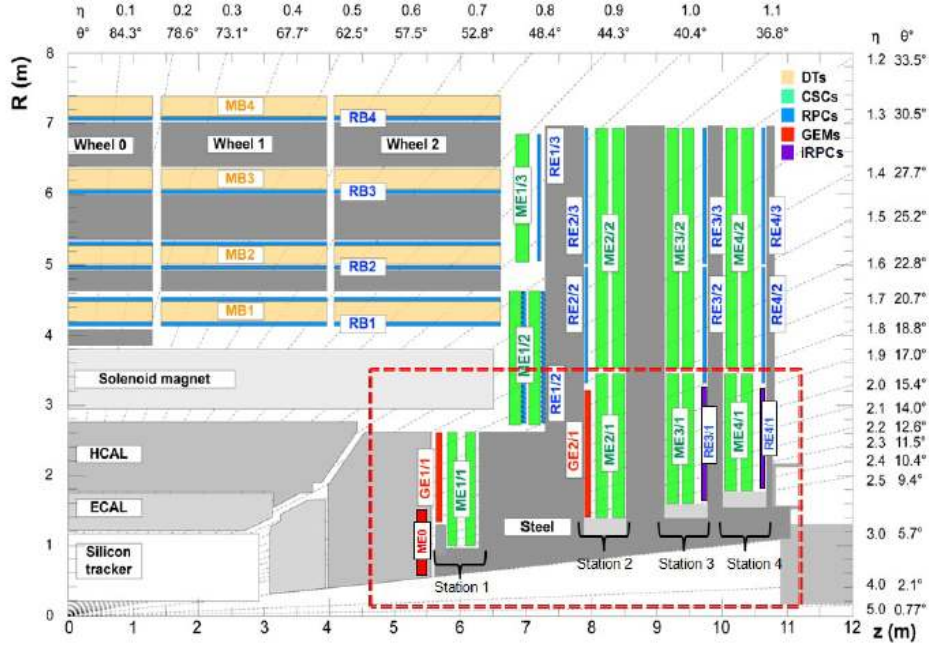 η 0.1 0.2 0.3 0.4 0.5 0.6 0.7 0.8 0.9 1.0 1.1
θ° 84.3° 78.6° 73.1° 67.7° 62.5° 57.5° 52.8° 48.4° 44.3° 40.4° 36.8° η θ°
R (m)
8
7
6
5
4
3
2
1
0
1.2 33.5°
1.3 30.5°
1.4 27.7°
1.5 25.2°
1.6 22.8°
1.7 20.7°
1.8 18.8°
1.9 17.0°
2.0 15.4°
2.1 14.0°
2.2 12.6°
2.3 11.5°
2.4 10.4°
2.5 9.4°
3.0 5.7°
4.0 2.1°
5.0 0.77°
DTs
CSCs
RPCs
GEMs
iRPCs
MB4
RB4
Wheel 0 Wheel 1 Wheel 2
MB3
RB3
MB2
RB2
MB1
RB1
Solenoid magnet
HCAL
ECAL
Silicon
tracker
Steel
ME1/3
RE1/3
ME1/2
RE1/2
GE1/1
ME1/1
ME0
RE2/3
RE2/2
ME2/2
GE2/1
ME2/1
ME3/2
RE3/3
RE3/2
ME3/1
RE3/1
ME4/2
RE4/3
RE4/2
ME4/1
RE4/1
Station 1
Station 2
Station 3
Station 4
0 1 2 3 4 5 6 7 8 9 10 11 12
z (m)